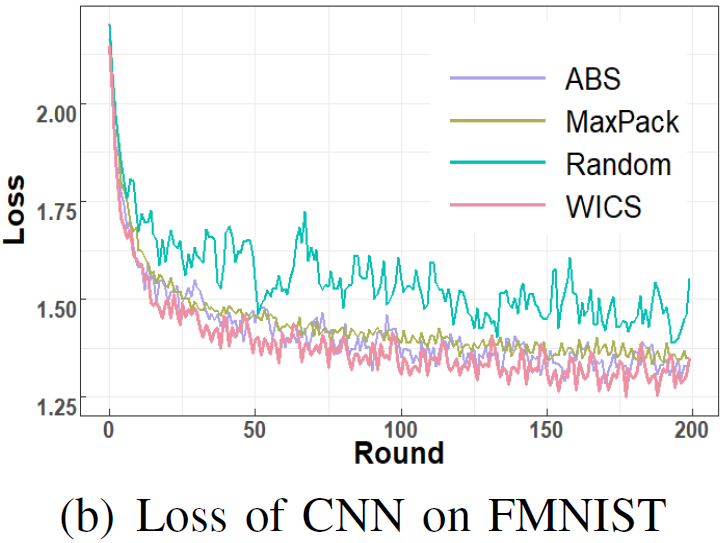 ABS
MaxPack
Random
WICS
Loss
2.00
1.75
1.50
1.25
0 50 100 150 200
Round
(b) Loss of CNN on FMNIST